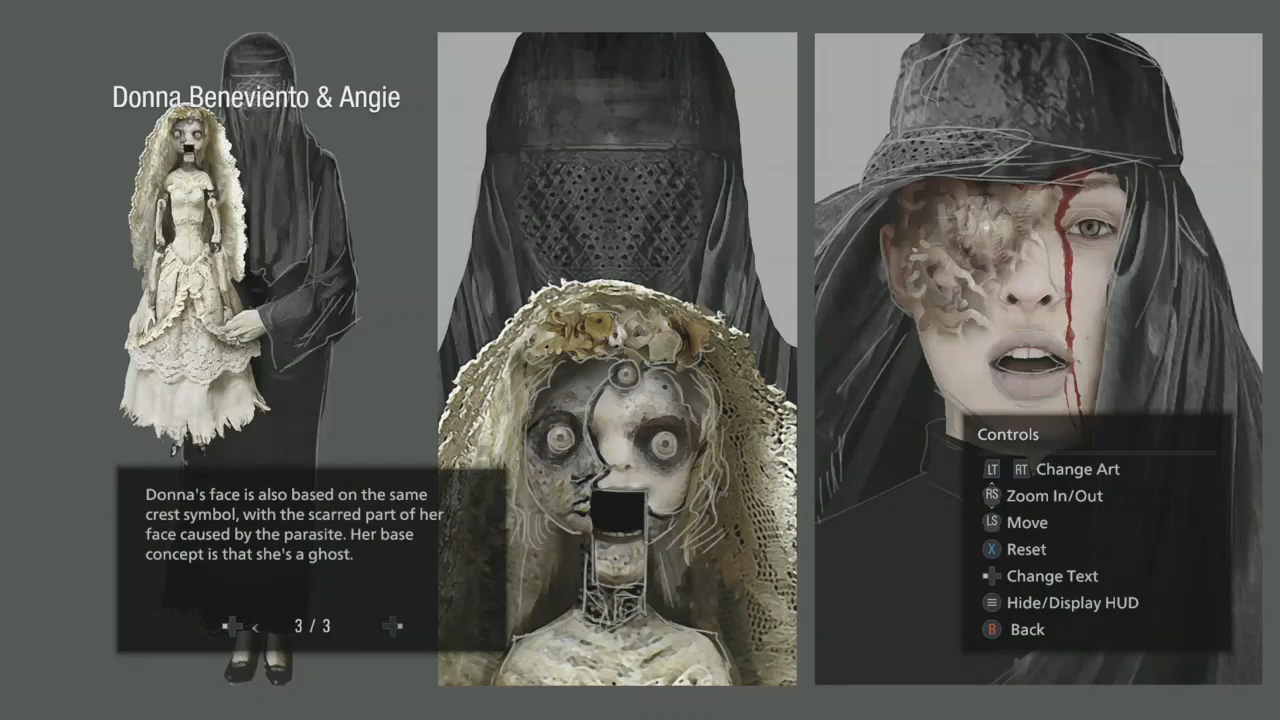 Donna Beneviento & Angie
Donna's face is also based on the same
crest symbol, with the scarred part of her
face caused by the parasite. Her base
concept is that she's a ghost.
< 3 / 3
Controls
LT RT Change Art
RS Zoom In/Out
LS Move
X Reset
Change Text
Hide/Display HUD
B Back